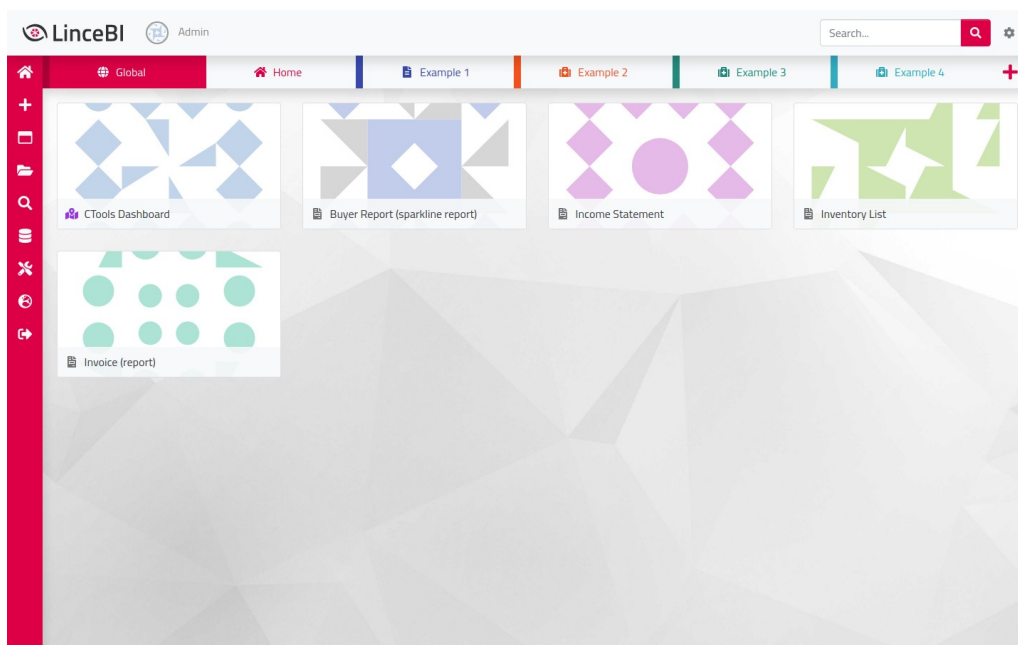 LinceBI
Admin
Search...
Global
Home
Example 1
Example 2
Example 3
Example 4
CTools Dashboard
Buyer Report (sparkline report)
Income Statement
Inventory List
Invoice (report)